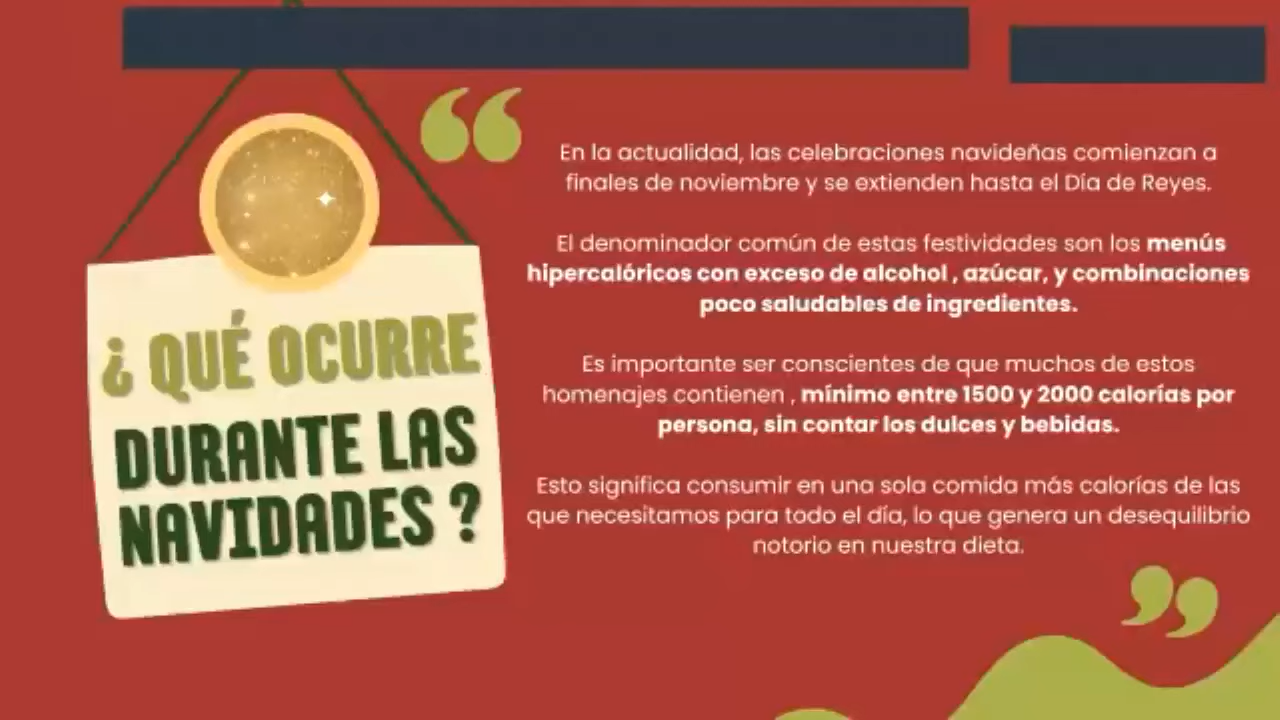 ¿ QUÉ OCURRE
DURANTE LAS
NAVIDADES ?
“
En la actualidad, las celebraciones navideñas comienzan a
finales de noviembre y se extienden hasta el Día de Reyes.
El denominador común de estas festividades son los menús
hipercalóricos con exceso de alcohol , azúcar, y combinaciones
poco saludables de ingredientes.
Es importante ser conscientes de que muchos de estos
homenajes contienen , mínimo entre 1500 y 2000 calorías por
persona, sin contar los dulces y bebidas.
Esto significa consumir en una sola comida más calorías de las
que necesitamos para todo el día, lo que genera un desequilibrio
notorio en nuestra dieta.
”